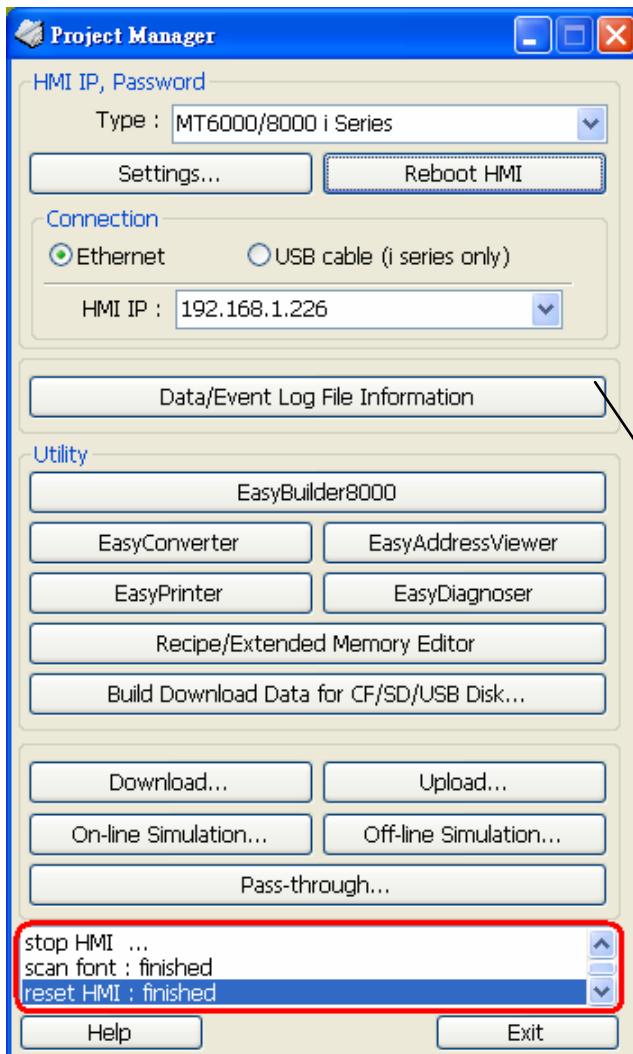 Project Manager
HMI IP, Password
Type : MT6000/8000 i Series
Settings... Reboot HMI
Connection
Ethernet USB cable (i series only)
HMI IP : 192.168.1.226
Data/Event Log File Information
Utility
EasyBuilder8000
EasyConverter EasyAddressViewer
EasyPrinter EasyDiagnoser
Recipe/Extended Memory Editor
Build Download Data for CF/SD/USB Disk...
Download... Upload...
On-line Simulation... Off-line Simulation...
Pass-through...
stop HMI ...
scan font : finished
reset HMI : finished
Help Exit